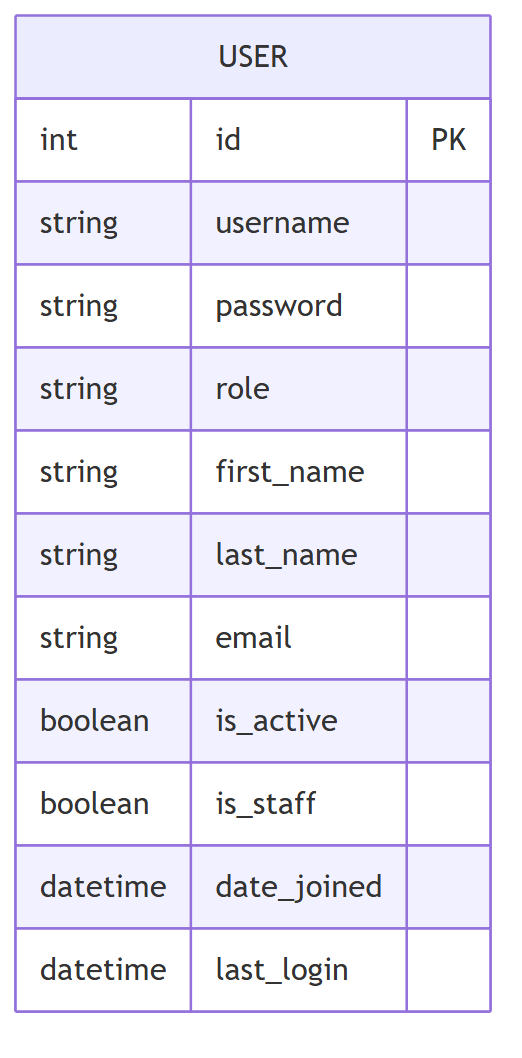 USER
int id PK
string username
string password
string role
string first_name
string last_name
string email
boolean is_active
boolean is_staff
datetime date_joined
datetime last_login